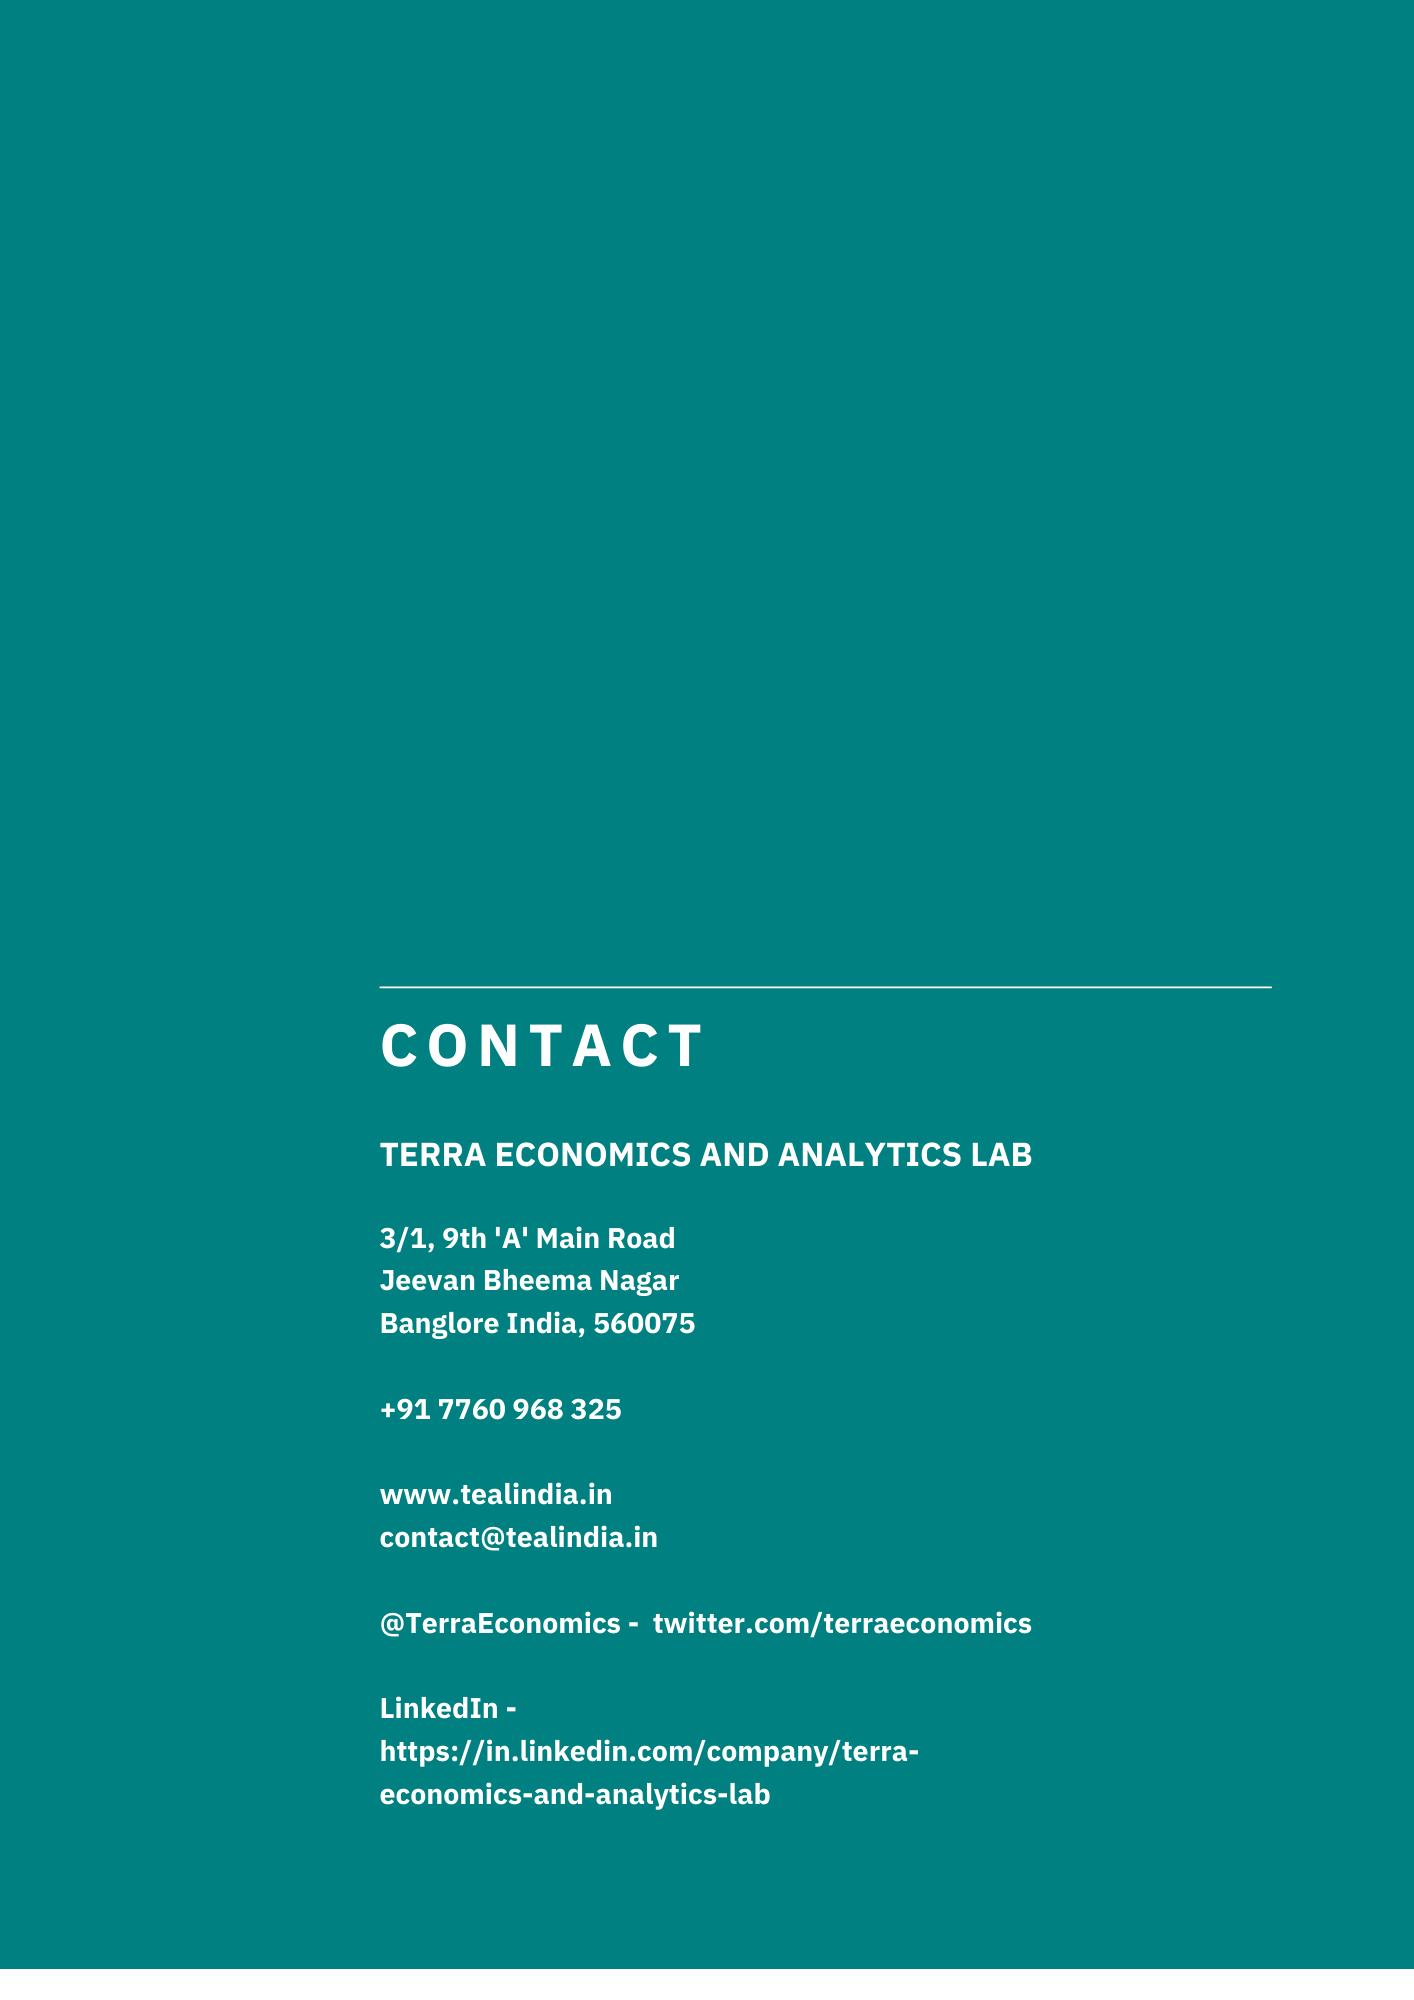 CONTACT
TERRA ECONOMICS AND ANALYTICS LAB
3/1, 9th 'A' Main Road
Jeevan Bheema Nagar
Banglore India, 560075
+91 7760 968 325
www.tealindia.in
contact@tealindia.in
@TerraEconomics -  twitter.com/terraeconomics
LinkedIn -
https://in.linkedin.com/company/terra-
economics-and-analytics-lab